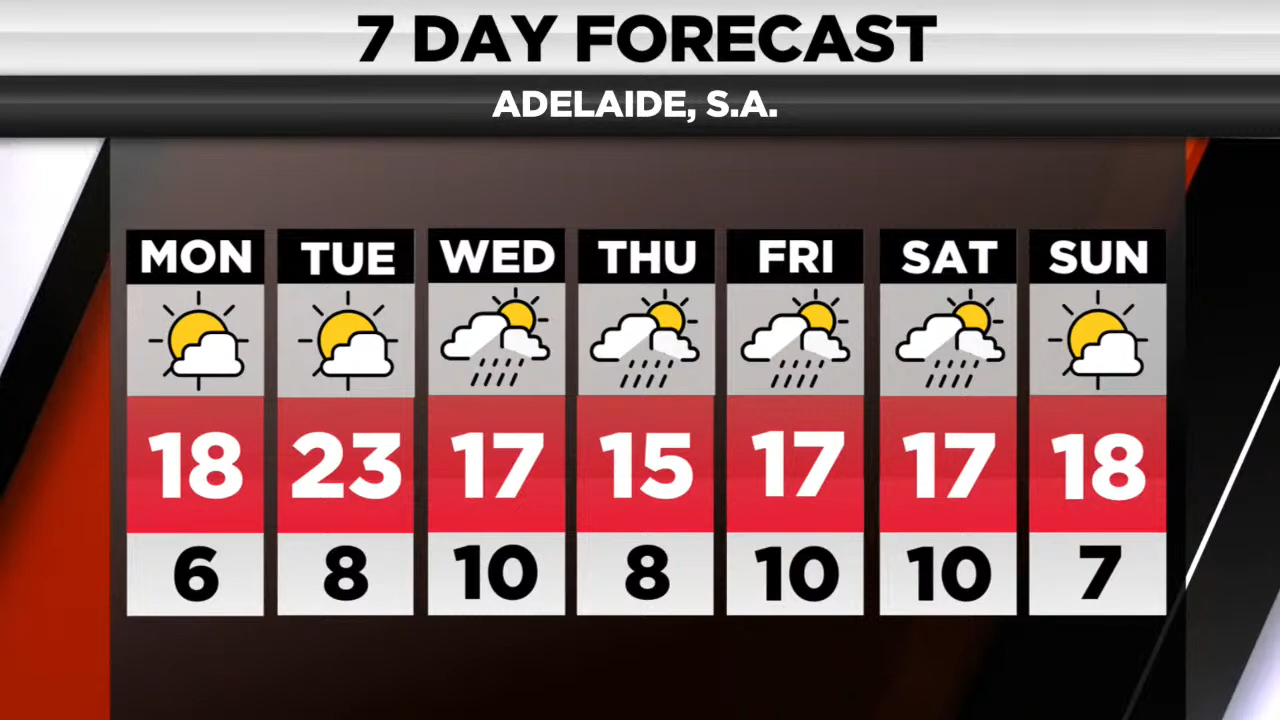 7 DAY FORECAST
ADELAIDE, S.A.
MON TUE WED THU FRI SAT SUN
18 23 17 15 17 17 18
6 8 10 8 10 10 7